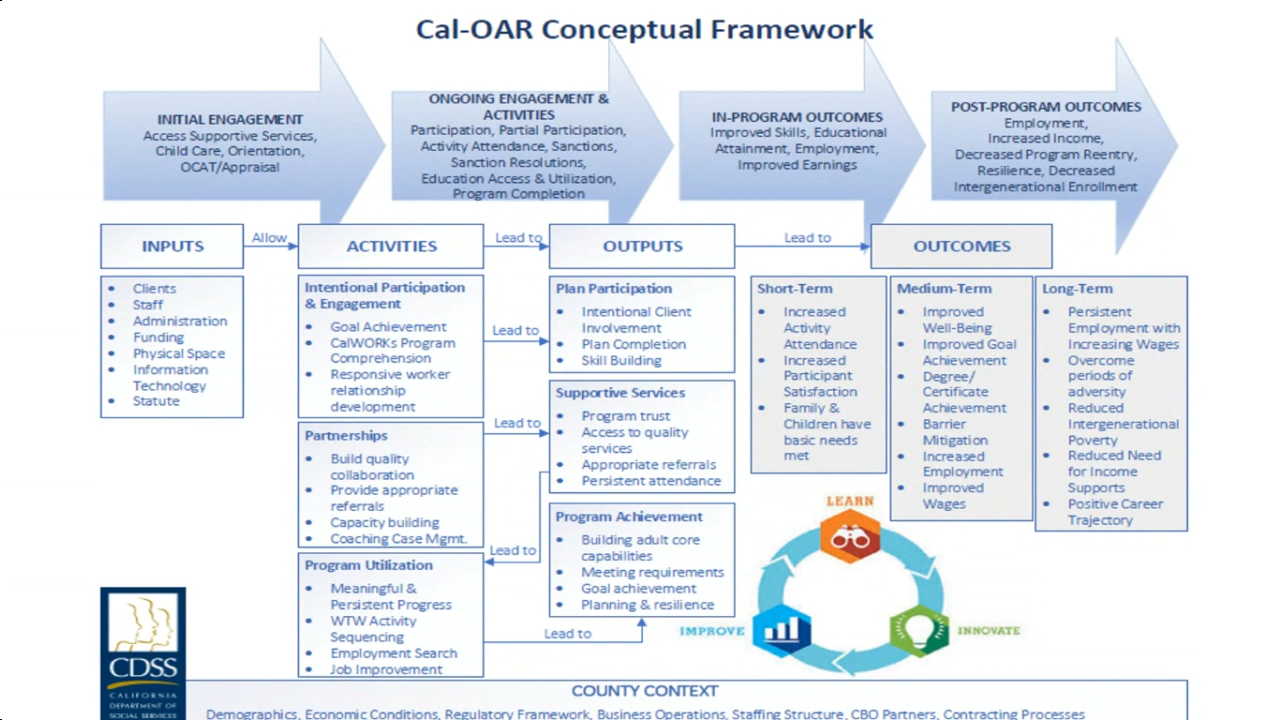 Cal-OAR Conceptual Framework
INITIAL ENGAGEMENT
Access Supportive Services,
Child Care, Orientation,
OCAT/Appraisal
ONGOING ENGAGEMENT &
ACTIVITIES
Participation, Partial Participation,
Activity Attendance, Sanctions,
Sanction Resolutions,
Education Access & Utilization,
Program Completion
IN-PROGRAM OUTCOMES
Improved Skills, Educational
Attainment, Employment,
Improved Earnings
POST-PROGRAM OUTCOMES
Employment,
Increased Income,
Decreased Program Reentry,
Resilience, Decreased
Intergenerational Enrollment
INPUTS
Allow
ACTIVITIES
Lead to
OUTPUTS
Lead to
OUTCOMES
• Clients
• Staff
• Administration
• Funding
• Physical Space
• Information
Technology
• Statute
Intentional Participation
& Engagement
• Goal Achievement
• CalWORKs Program
Comprehension
• Responsive worker
relationship
development
Lead to
Partnerships
• Build quality
collaboration
• Provide appropriate
referrals
• Capacity building
• Coaching Case Mgmt.
Lead to
Program Utilization
• Meaningful &
Persistent Progress
• WTW Activity
Sequencing
• Employment Search
• Job Improvement
Lead to
Lead to
Plan Participation
• Intentional Client
Involvement
• Plan Completion
• Skill Building
Supportive Services
• Program trust
• Access to quality
services
• Appropriate referrals
• Persistent attendance
Program Achievement
• Building adult core
capabilities
• Meeting requirements
• Goal achievement
• Planning & resilience
Short-Term
• Increased
Activity
Attendance
• Increased
Participant
Satisfaction
• Family &
Children have
basic needs
met
Medium-Term
• Improved
Well-Being
• Improved Goal
Achievement
• Degree/
Certificate
Achievement
• Barrier
Mitigation
• Increased
Employment
• Improved
Wages
Long-Term
• Persistent
Employment with
Increasing Wages
• Overcome
periods of
adversity
• Reduced
Intergenerational
Poverty
• Reduced Need
for Income
Supports
• Positive Career
Trajectory
LEARN
IMPROVE
INNOVATE
CDSS
CALIFORNIA
DEPARTMENT OF
SOCIAL SERVICES
COUNTY CONTEXT
Demographics, Economic Conditions, Regulatory Framework, Business Operations, Staffing Structure, CBO Partners, Contracting Processes